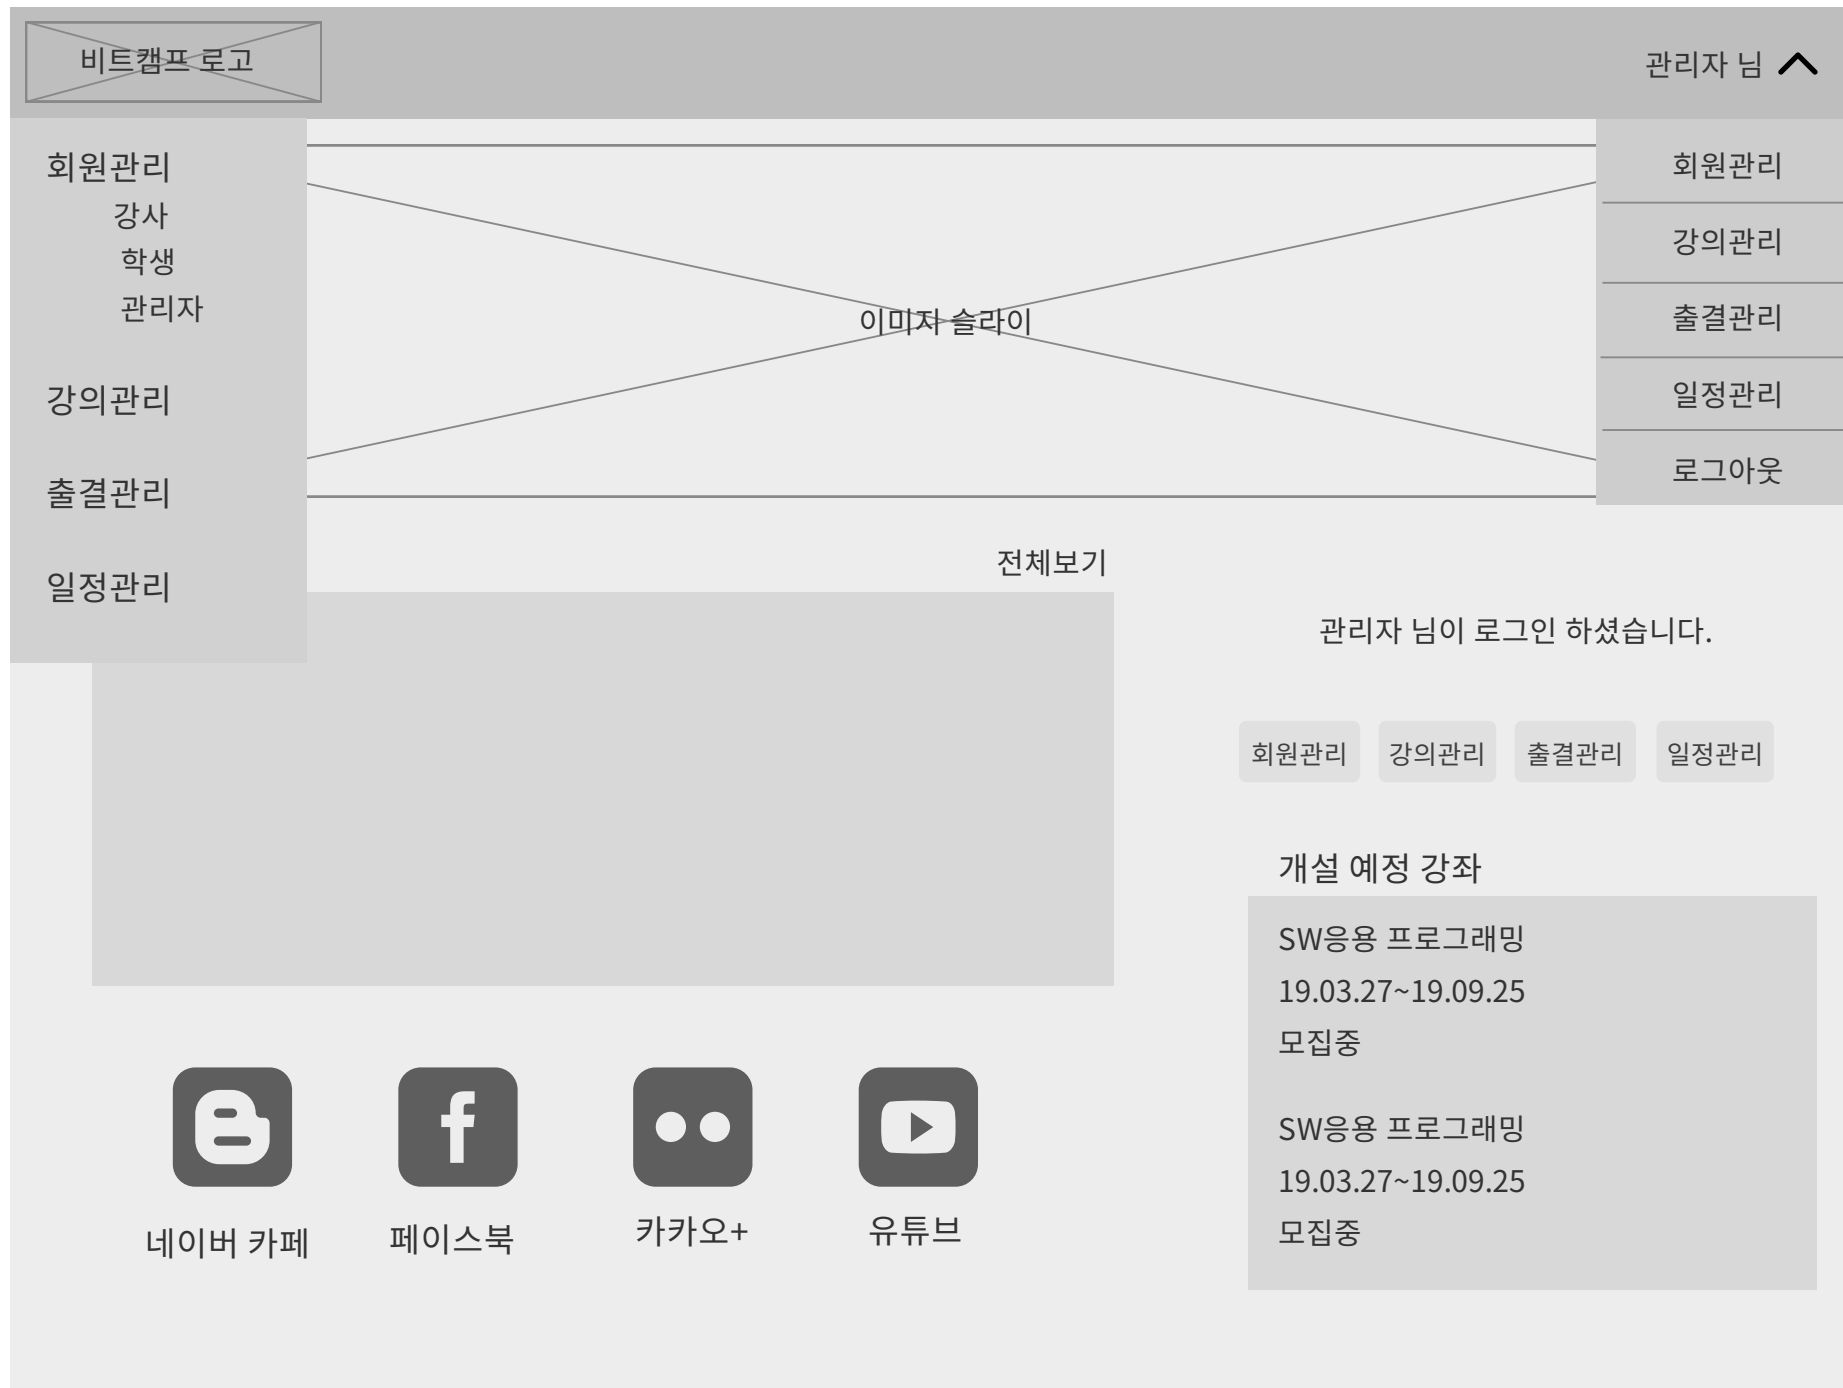 비트캠프 로고
관리자 님
회원관리
강사
학생
관리자
강의관리
출결관리
일정관리
이미지 슬라이
회원관리
강의관리
출결관리
일정관리
로그아웃
전체보기
관리자 님이 로그인 하셨습니다.
회원관리
강의관리
출결관리
일정관리
개설 예정 강좌
SW응용 프로그래밍
19.03.27~19.09.25
모집중
SW응용 프로그래밍
19.03.27~19.09.25
모집중
네이버 카페
페이스북
카카오+
유튜브